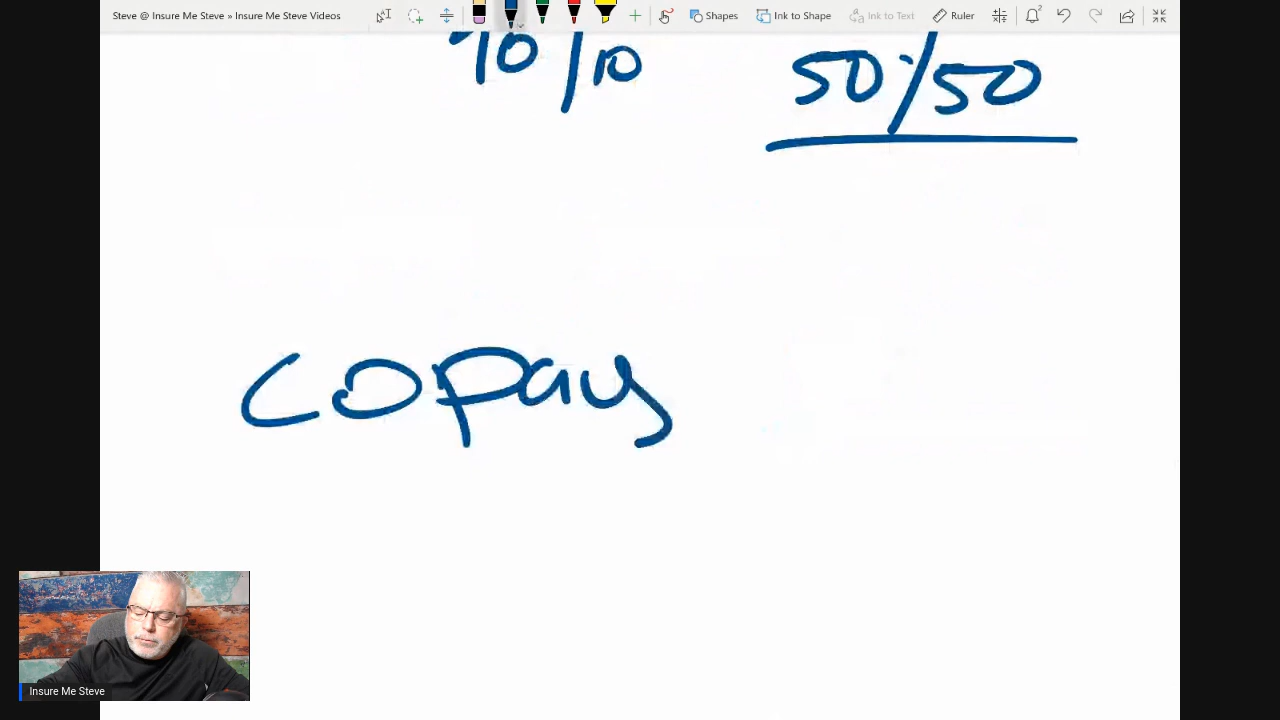 Steve @ Insure Me Steve » Insure Me Steve Videos
Shapes
Ink to Shape
Ink to Text
Ruler
90/10
50/50
copay
Insure Me Steve